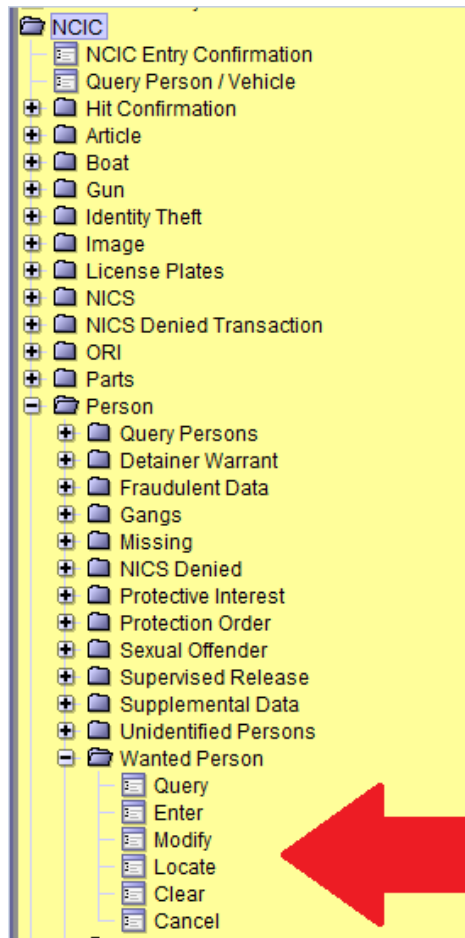 NCIC
NCIC Entry Confirmation
Query Person / Vehicle
Hit Confirmation
Article
Boat
Gun
Identity Theft
Image
License Plates
NICS
NICS Denied Transaction
ORI
Parts
Person
Query Persons
Detainer Warrant
Fraudulent Data
Gangs
Missing
NICS Denied
Protective Interest
Protection Order
Sexual Offender
Supervised Release
Supplemental Data
Unidentified Persons
Wanted Person
Query
Enter
Modify
Locate
Clear
Cancel